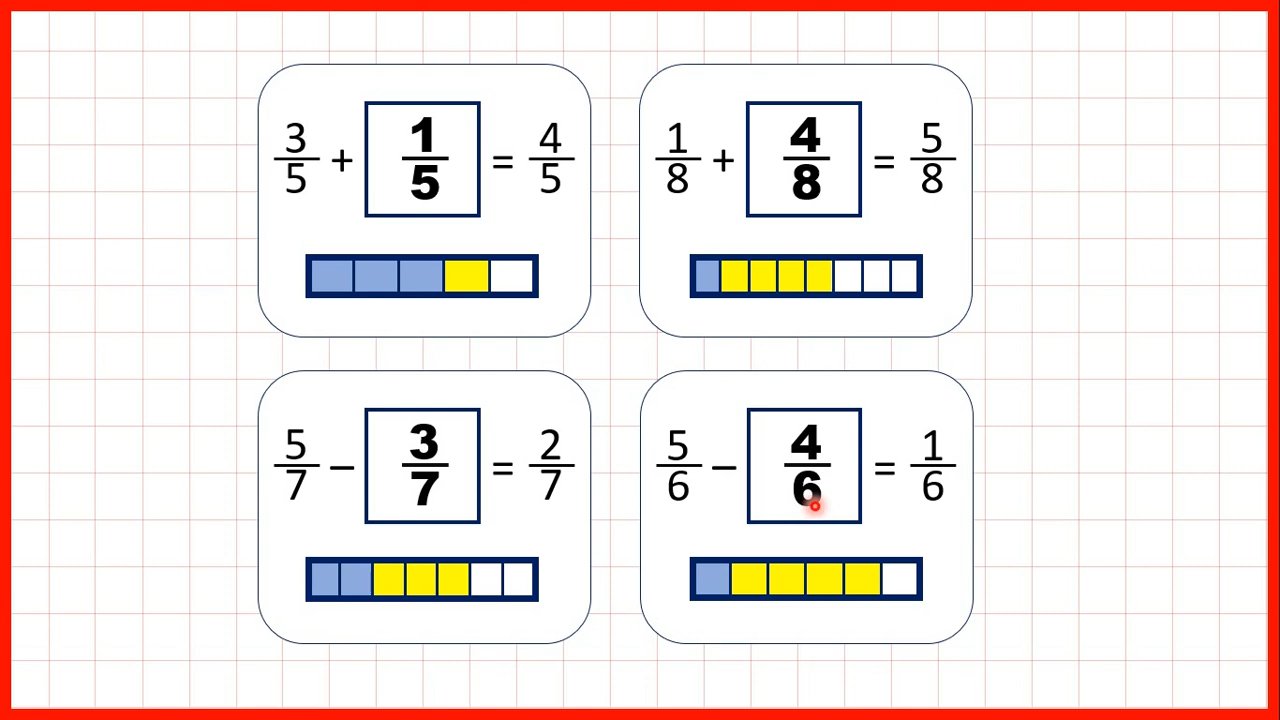 3/5 + 1/5 = 4/5
1/8 + 4/8 = 5/8
5/7 − 3/7 = 2/7
5/6 − 4/6 = 1/6